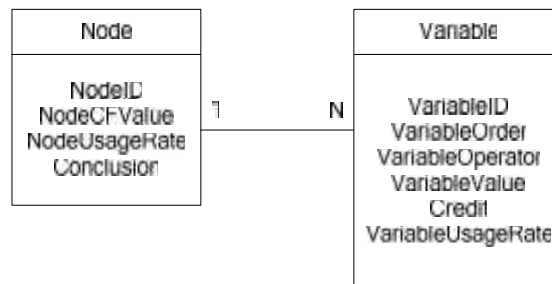 Node
NodeID
NodeCFValue
NodeUsageRate
Conclusion
1
N
Variable
VariableID
VariableOrder
VariableOperator
VariableValue
Credit
VariableUsageRate